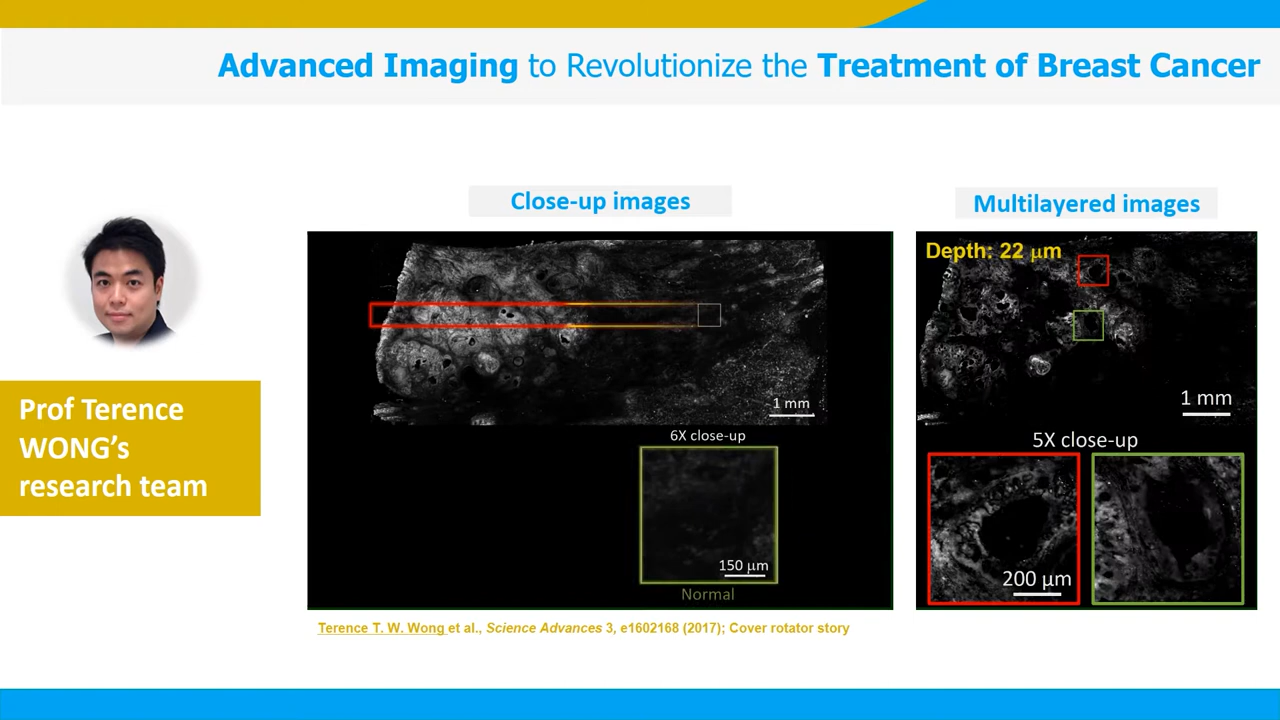 Advanced Imaging to Revolutionize the Treatment of Breast Cancer
Prof Terence
WONG's
research team
Close-up images
1 mm
6X close-up
150 μm
Normal
Multilayered images
Depth: 22 μm
1 mm
5X close-up
200 μm
Terence T. W. Wong et al., Science Advances 3, e1602168 (2017); Cover rotator story